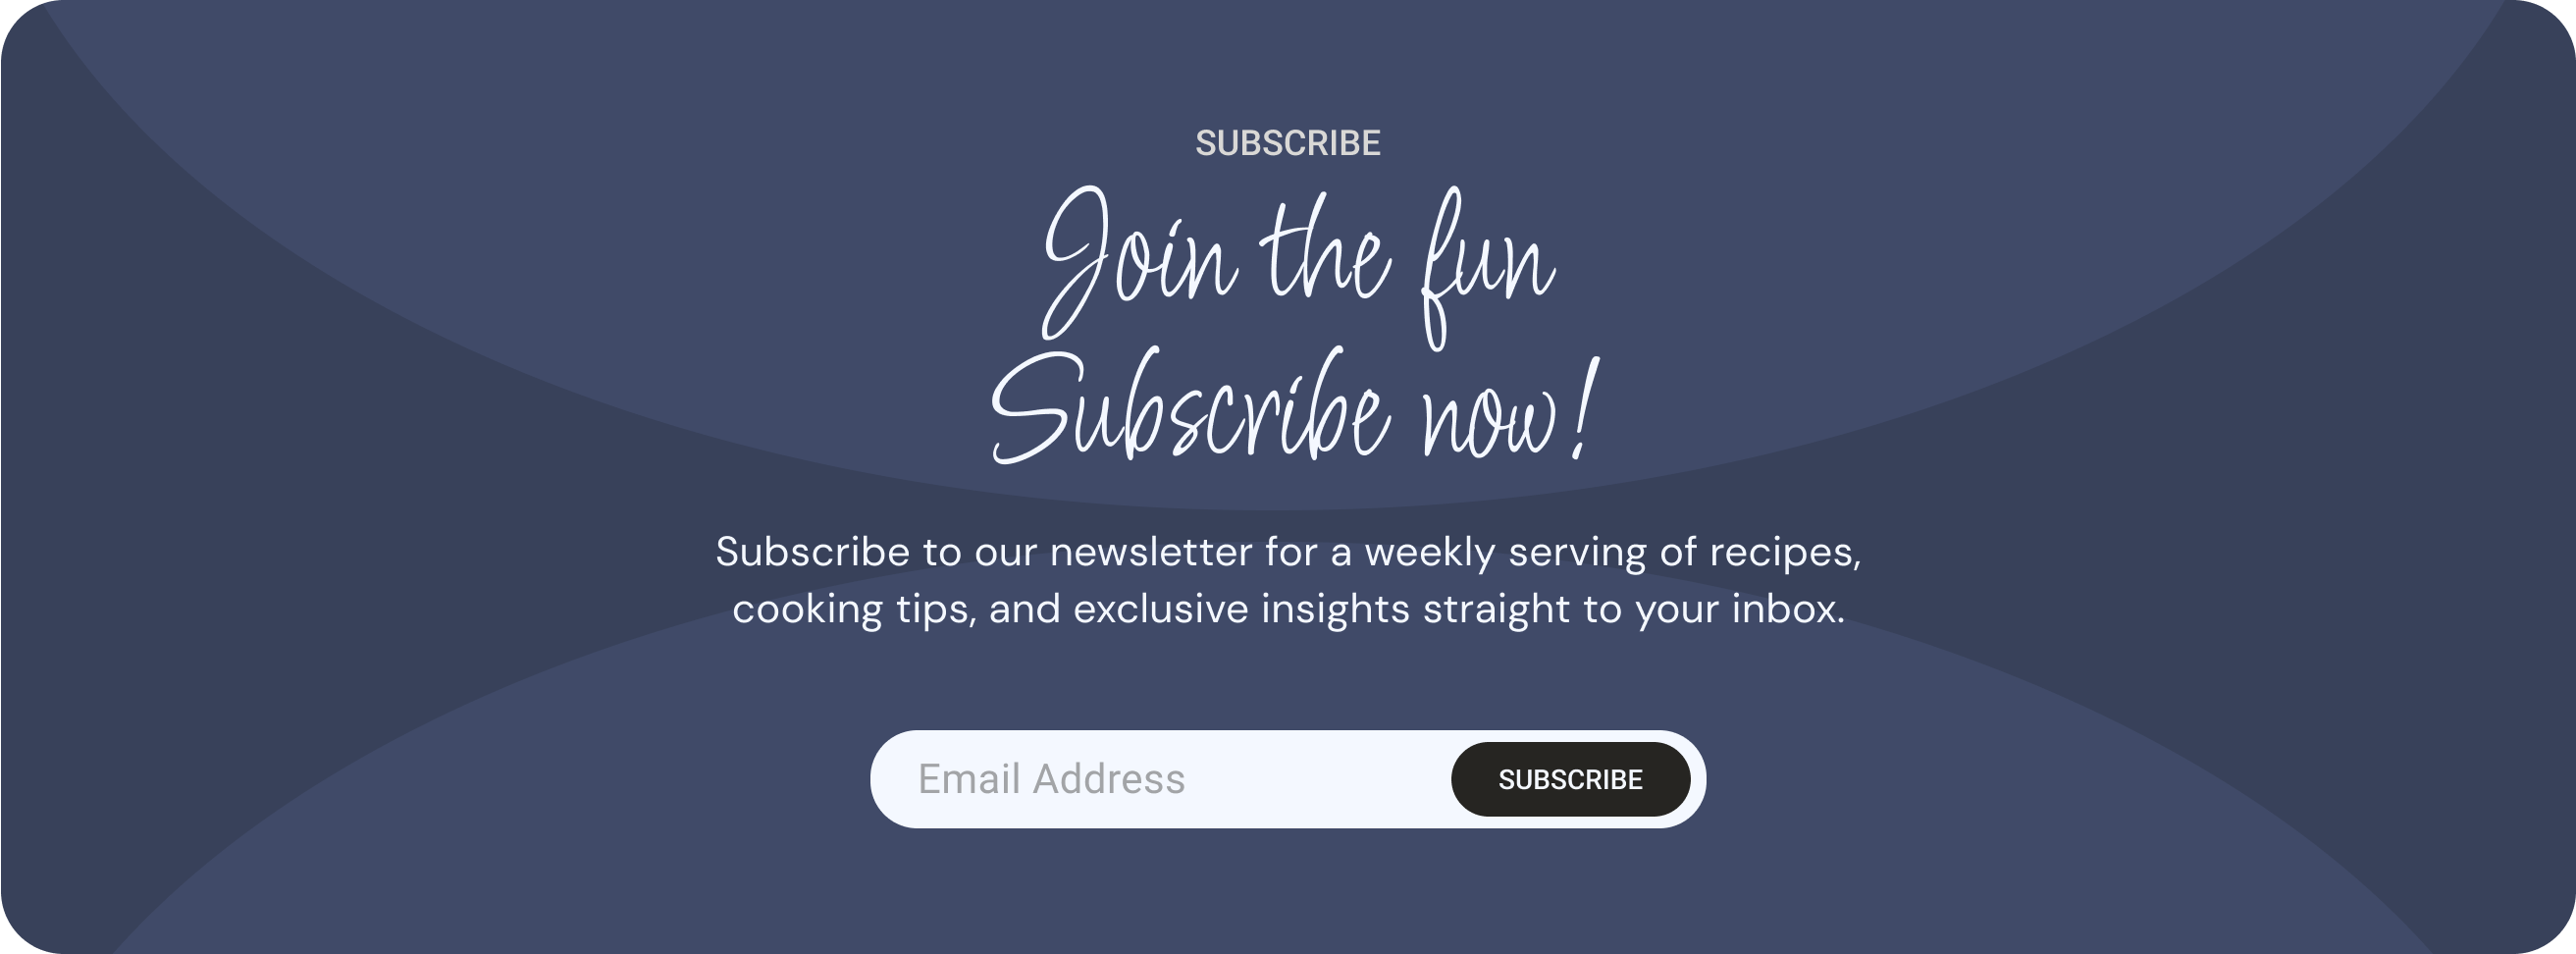 SUBSCRIBE
Join the fun
Subscribe now!
Subscribe to our newsletter for a weekly serving of recipes,
cooking tips, and exclusive insights straight to your inbox.
Email Address
SUBSCRIBE